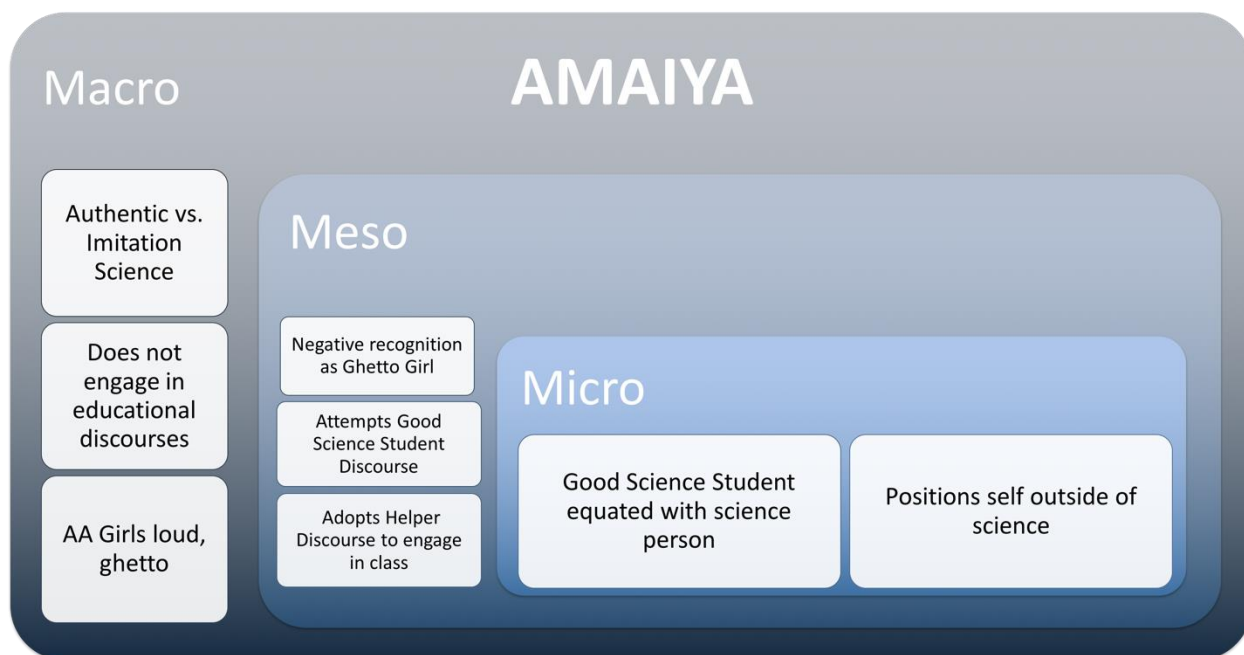 Macro
AMAIYA
Authentic vs.
Imitation
Science
Does not
engage in
educational
discourses
AA Girls loud,
ghetto
Meso
Negative recognition
as Ghetto Girl
Attempts Good
Science Student
Discourse
Adopts Helper
Discourse to engage
in class
Micro
Good Science Student
equated with science
person
Positions self outside of
science